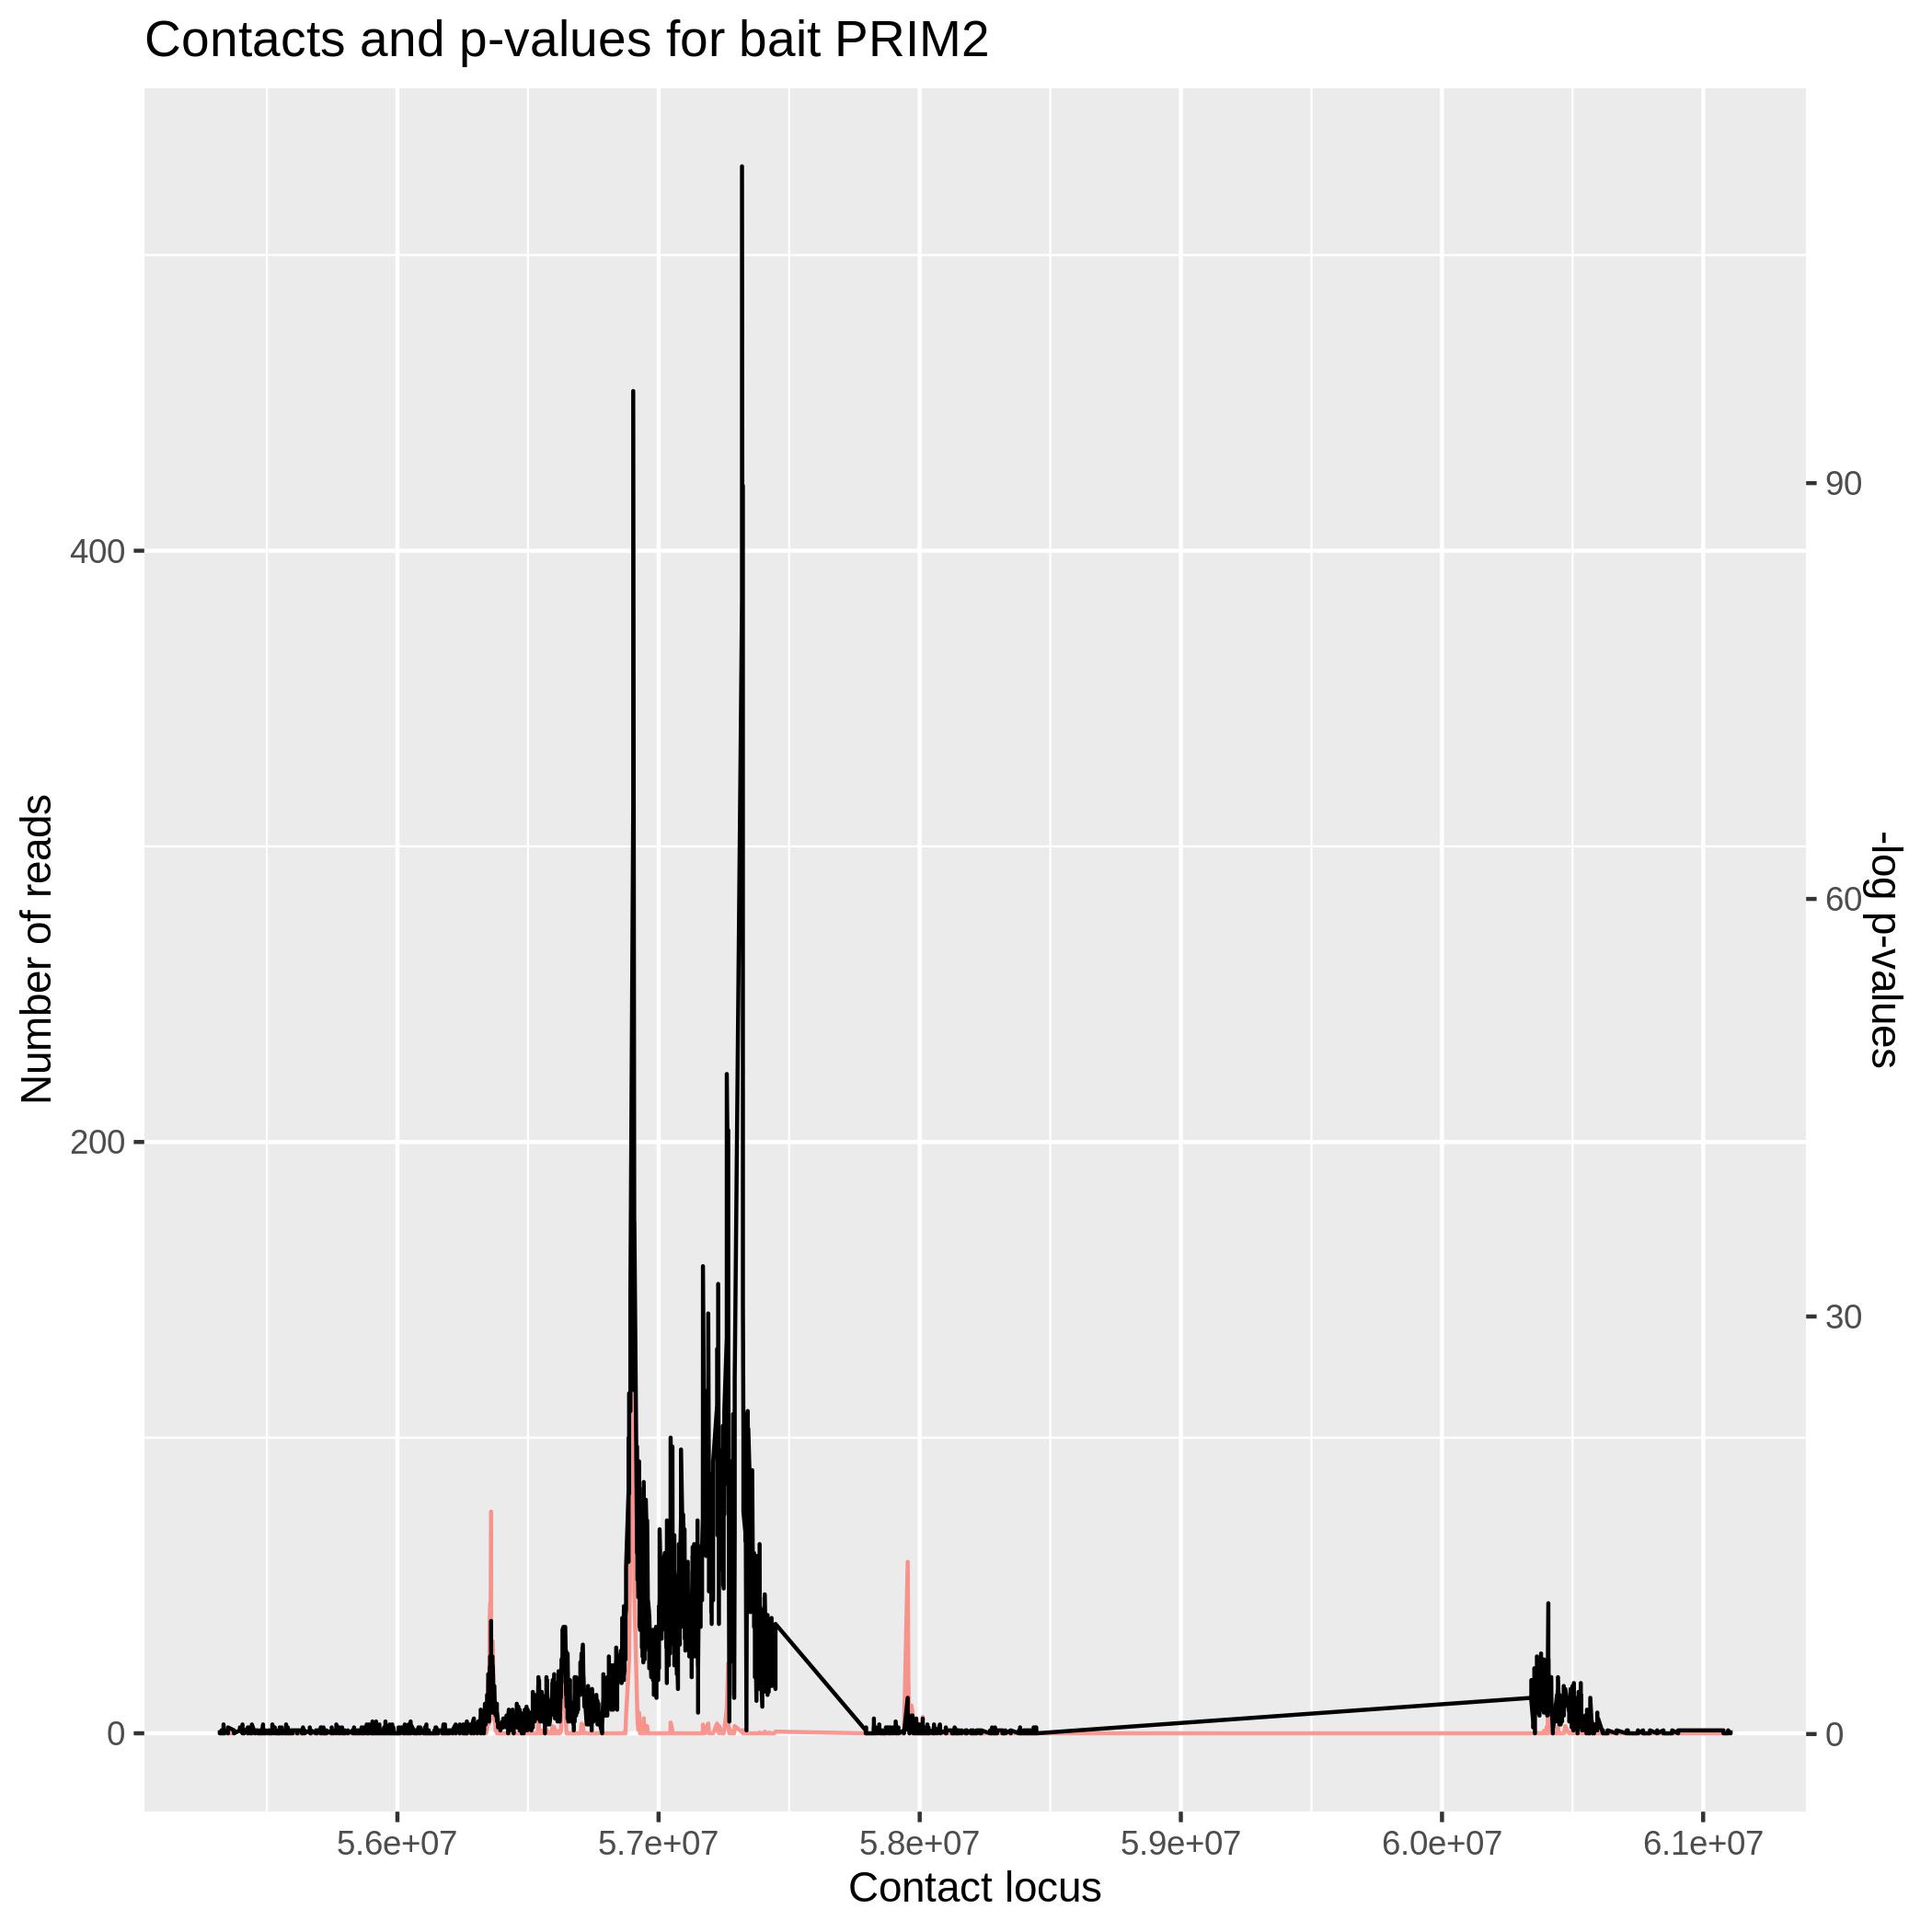 Contacts and p-values for bait PRIM2
Number of reads
400
200
0
90
60
30
0
-log p-values
5.6e+07 5.7e+07 5.8e+07 5.9e+07 6.0e+07 6.1e+07
Contact locus